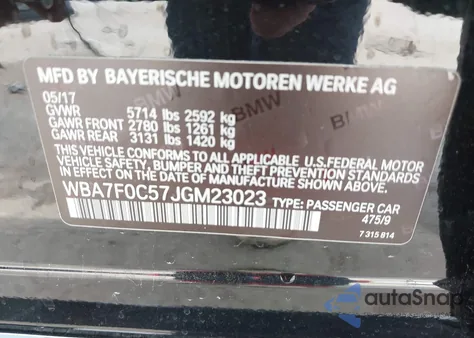 MFD BY BAYERISCHE MOTOREN WERKE AG
05/17
GVWR 5714 lbs 2592 kg
GAWR FRONT 2780 lbs 1261 kg
GAWR REAR 3131 lbs 1420 kg
THIS VEHICLE CONFORMS TO ALL APPLICABLE U.S.FEDERAL MOTOR
VEHICLE SAFETY, BUMPER, AND THEFT PREVENTION STANDARDS
IN EFFECT ON THE DATE OF MANUFACTURE SHOWN ABOVE.
WBA7F0C57JGM23023 TYPE: PASSENGER CAR
475/9
7 315 814
BMW
BMW
autoSnap